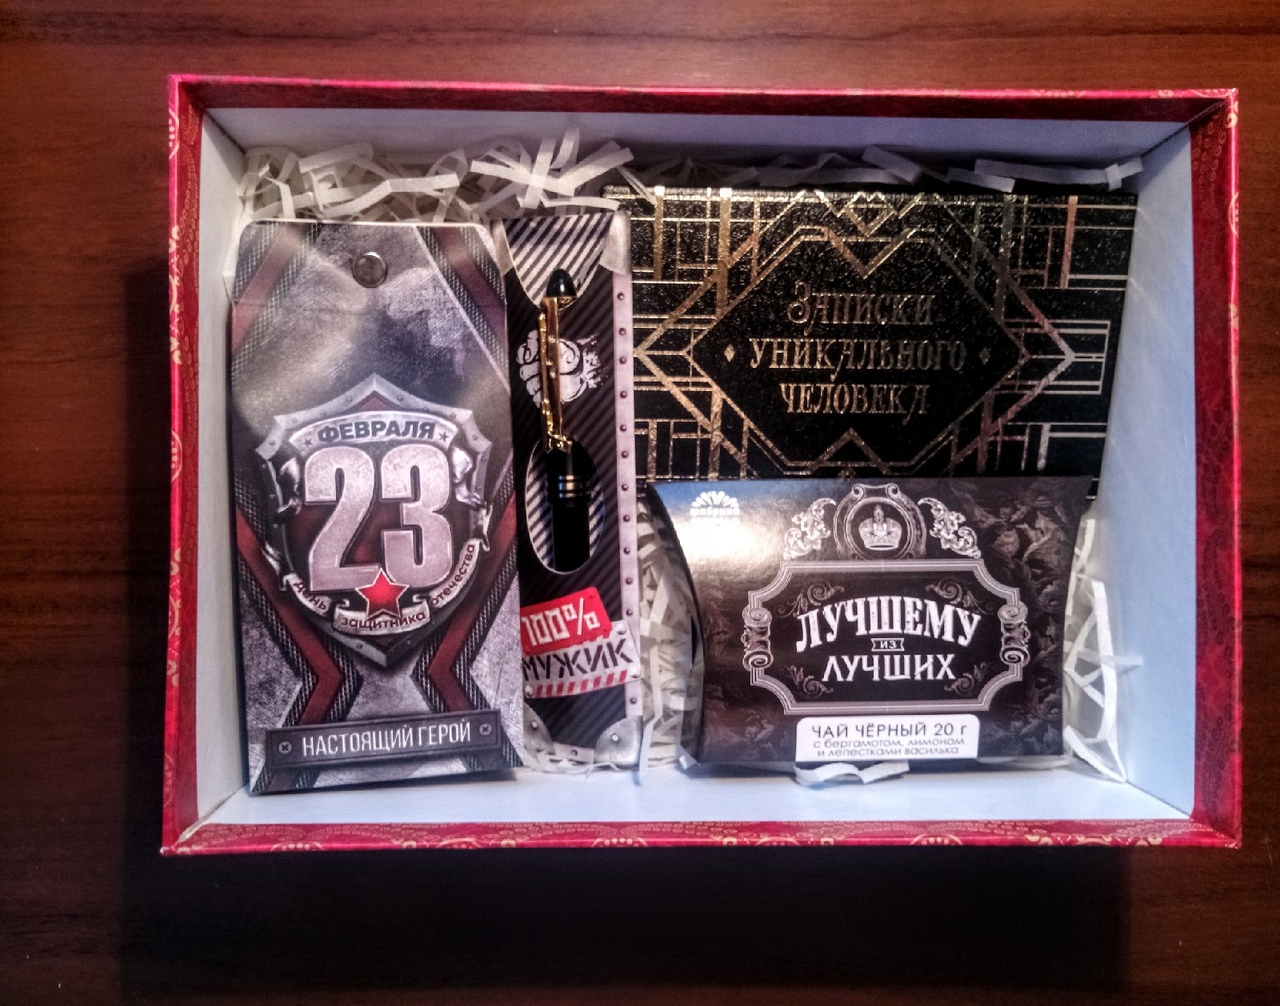 ФЕВРАЛЯ
23
День
защитника
отечества
НАСТОЯЩИЙ ГЕРОЙ
100%
МУЖИК
ЗАПИСКИ
УНИКАЛЬНОГО
ЧЕЛОВЕКА
ЛУЧШЕМУ
ИЗ
ЛУЧШИХ
ЧАЙ ЧЁРНЫЙ 20 г
с бергамотом, лимоном
и лепестками василька